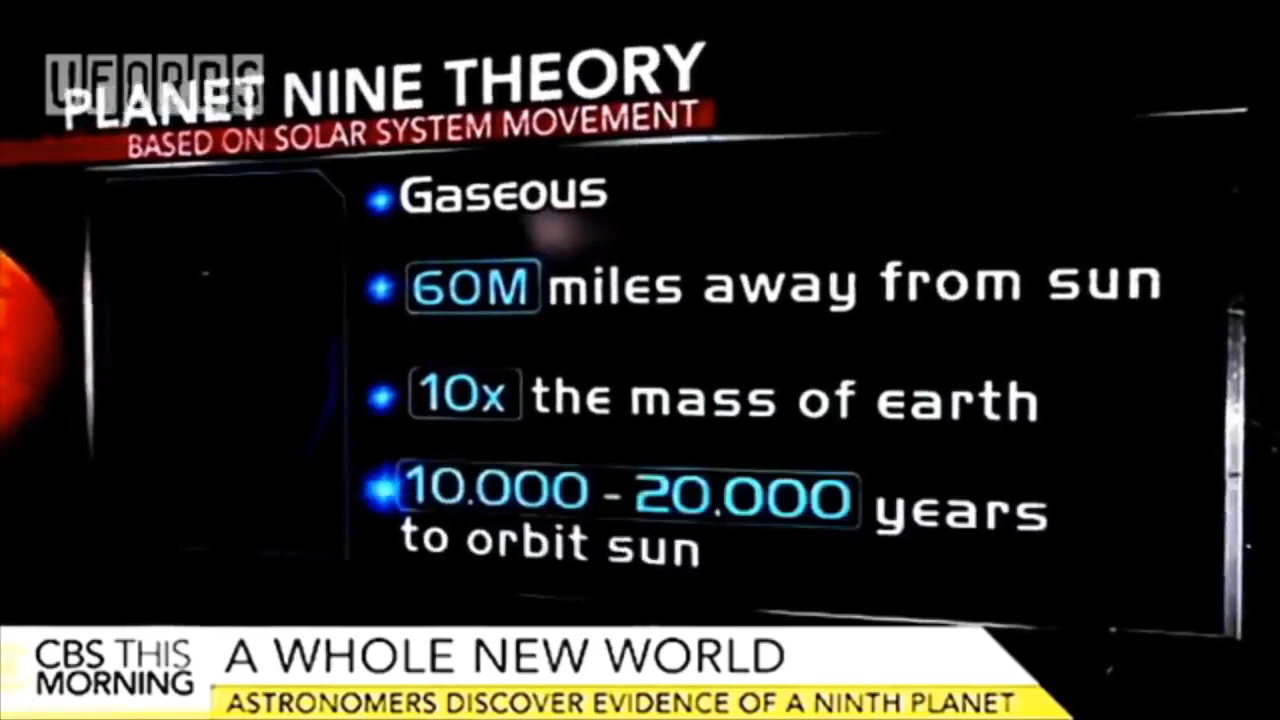 UFORDS
PLANET NINE THEORY
BASED ON SOLAR SYSTEM MOVEMENT
Gaseous
60M miles away from sun
10x the mass of earth
10.000 - 20.000 years
to orbit sun
CBS THIS
MORNING
A WHOLE NEW WORLD
ASTRONOMERS DISCOVER EVIDENCE OF A NINTH PLANET